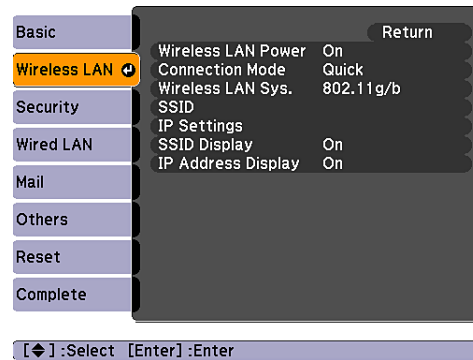 Basic
Wireless LAN
Security
Wired LAN
Mail
Others
Reset
Complete
Return
Wireless LAN Power On
Connection Mode Quick
Wireless LAN Sys. 802.11g/b
SSID
IP Settings
SSID Display On
IP Address Display On
[◆] :Select [Enter] :Enter